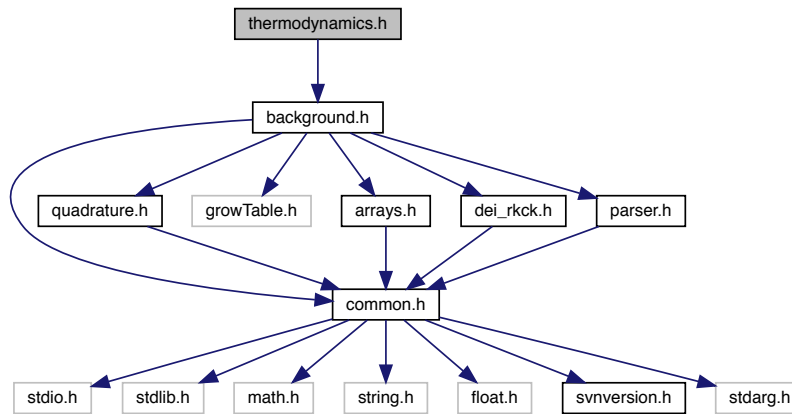 thermodynamics.h
background.h
quadrature.h
growTable.h
arrays.h
dei_rkck.h
parser.h
common.h
stdio.h
stdlib.h
math.h
string.h
float.h
svnversion.h
stdarg.h